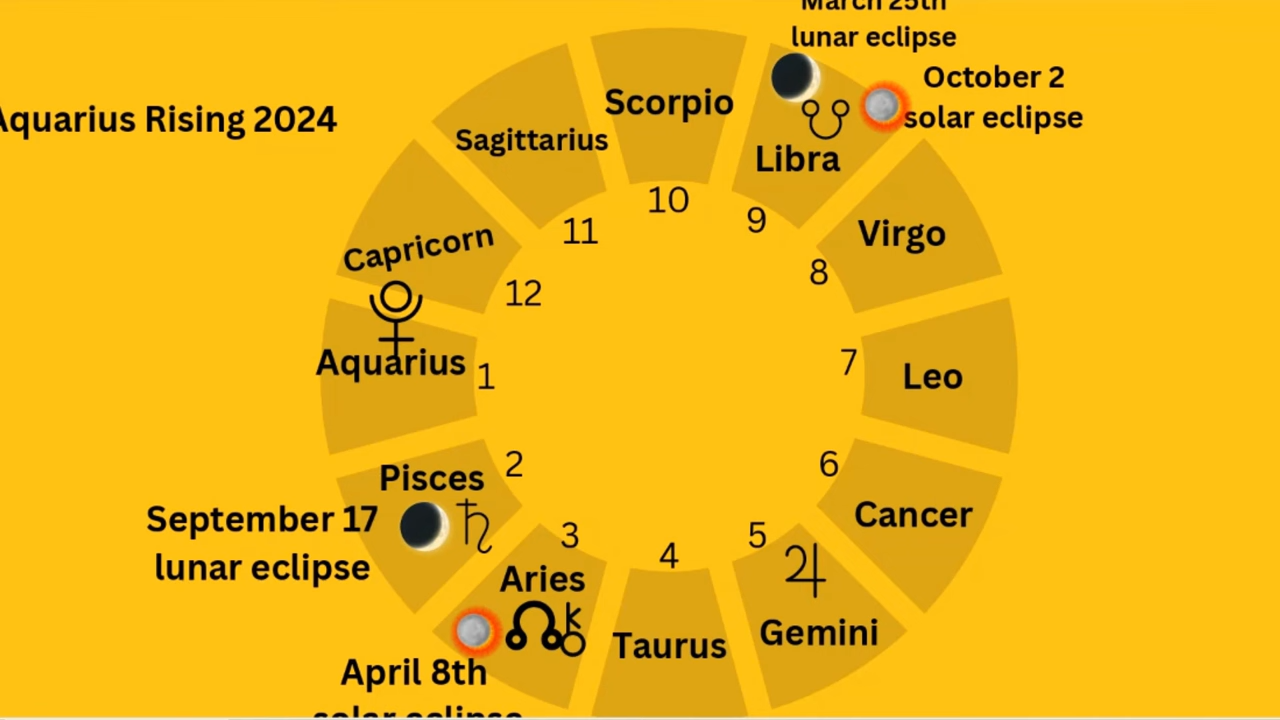 March 25th
lunar eclipse
October 2
solar eclipse
Aquarius Rising 2024
Scorpio
Sagittarius
Libra
Capricorn
Virgo
10
11
9
12
8
Aquarius
1
7
Leo
Pisces
2
6
Cancer
September 17
lunar eclipse
3
4
5
Aries
Taurus
Gemini
April 8th
solar eclipse